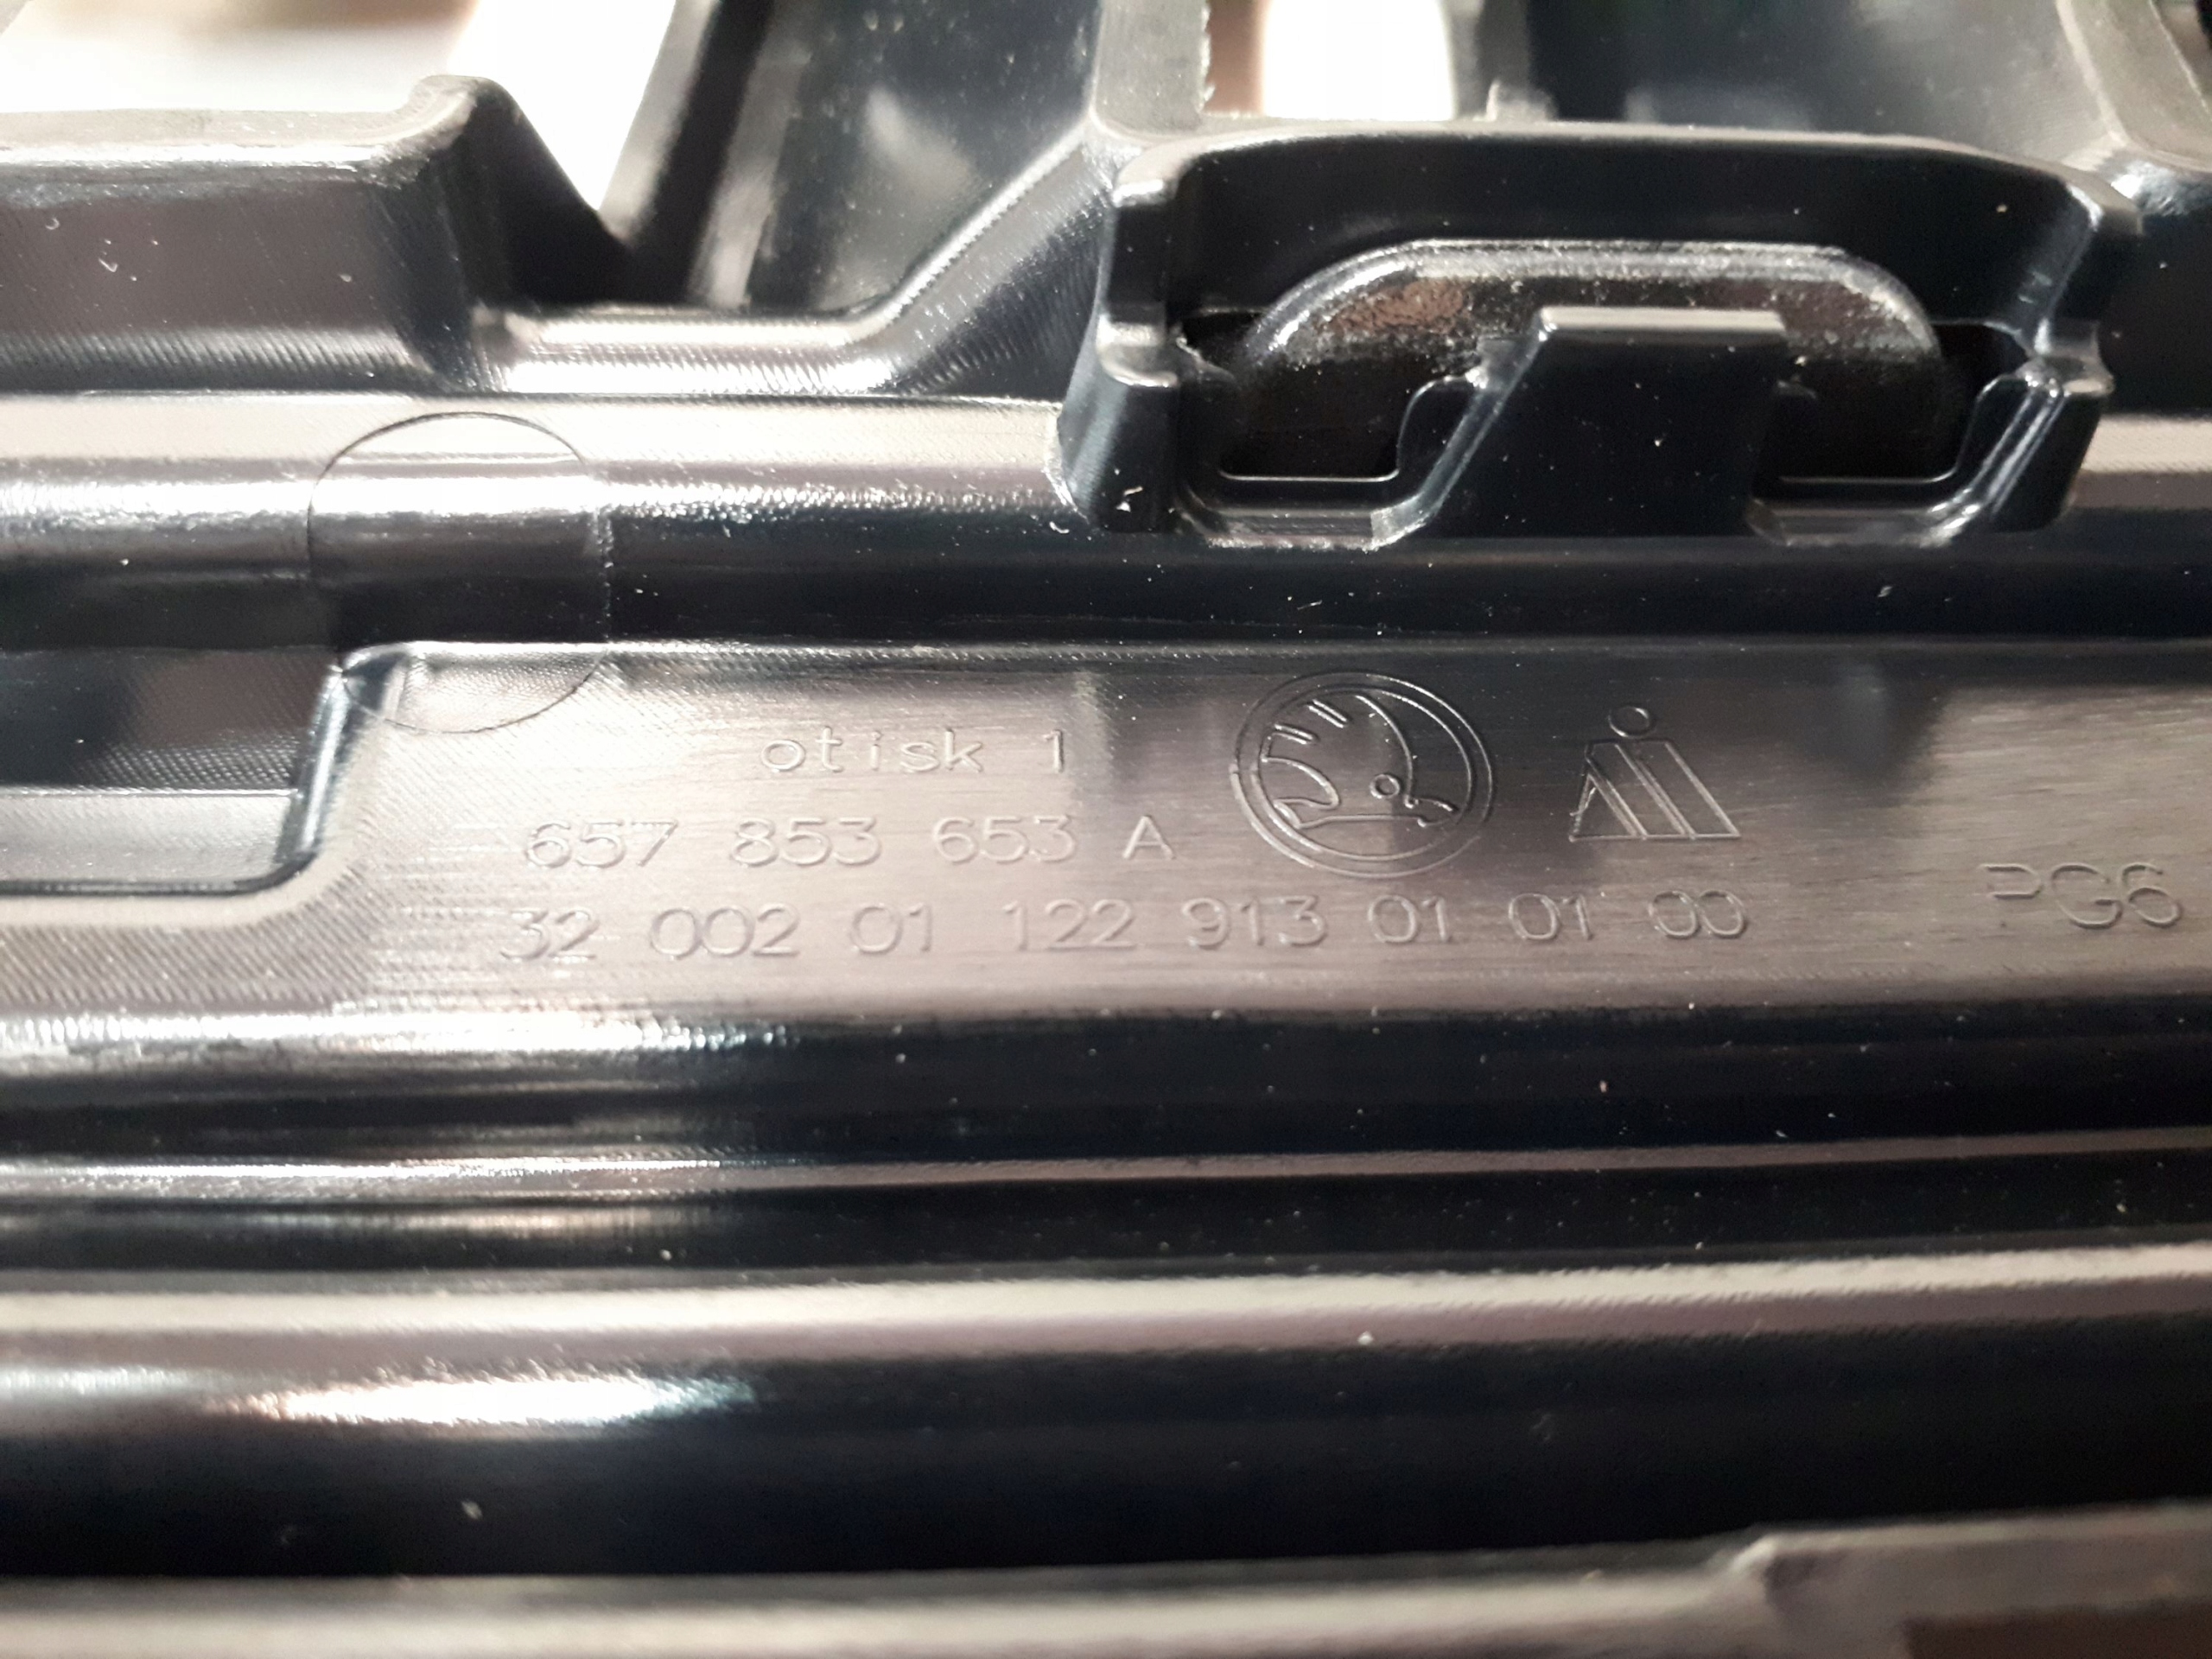 otisk 1
657 853 653 A
32 002 01 122 913 01 01 00
PG6